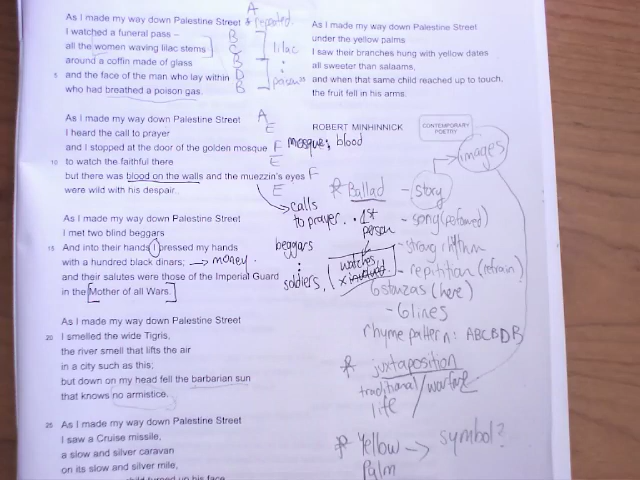 As I made my way down Palestine Street
I watched a funeral pass –
all the women waving lilac stems
around a coffin made of glass
5 and the face of the man who lay within
who had breathed a poison gas.
A
& repeated.
B
C
B
D
B
lilac
:
poison
As I made my way down Palestine Street
I heard the call to prayer
and I stopped at the door of the golden mosque
10 to watch the faithful there
but there was blood on the walls and the muezzin's eyes
were wild with his despair.
A
E
F
E
F
E
mosque; blood
calls
to prayer.
As I made my way down Palestine Street
I met two blind beggars
15 And into their hands I pressed my hands
with a hundred black dinars;
and their salutes were those of the Imperial Guard
in the Mother of all Wars.
→ money.
beggars
:
soldiers.
As I made my way down Palestine Street
20 I smelled the wide Tigris,
the river smell that lifts the air
in a city such as this;
but down on my head fell the barbarian sun
that knows no armistice.
25 As I made my way down Palestine Street
I saw a Cruise missile,
a slow and silver caravan
on its slow and silver mile,
child turned up his face
As I made my way down Palestine Street
under the yellow palms
I saw their branches hung with yellow dates
all sweeter than salaams,
35 and when that same child reached up to touch,
the fruit fell in his arms.
ROBERT MINHINNICK
CONTEMPORARY
POETRY
images
* Ballad
– story
– song (performed)
– strong rhythm
– repitition (refrain)
1st
person
watches
x involved.
6 stanzas (here)
– 6 lines
rhyme pattern: ABCBDB
* juxtaposition
traditional / warfare
life
* Yellow → symbol?
Palm